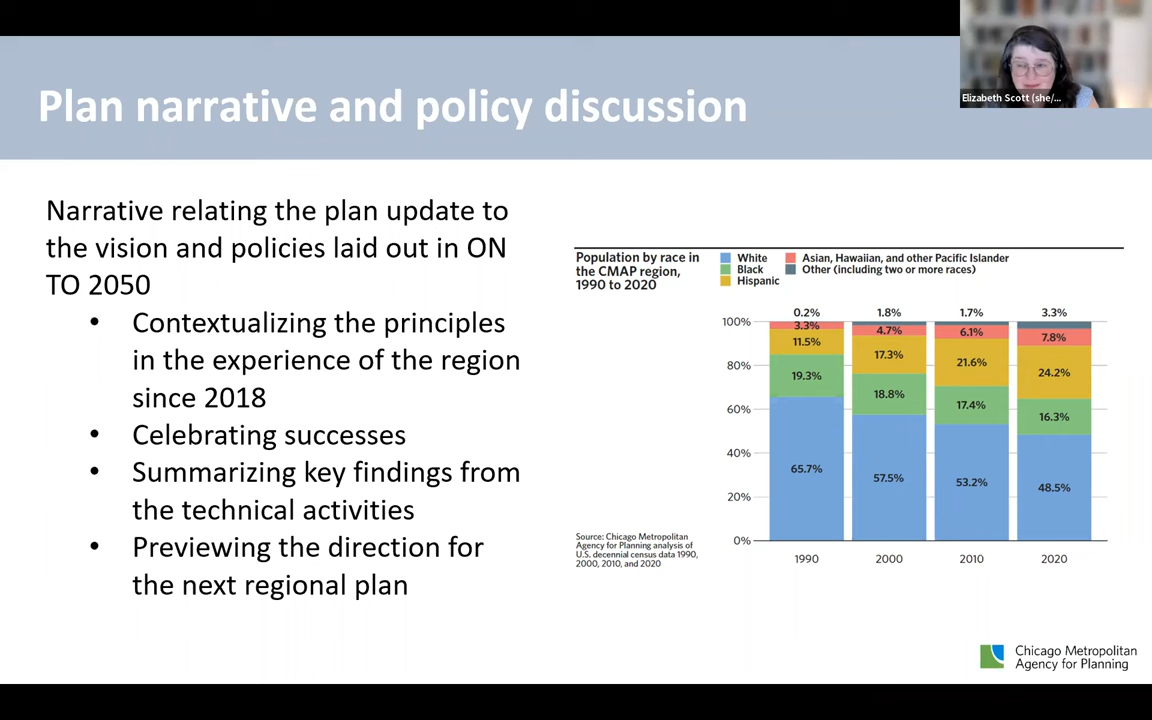 Elizabeth Scott (she/...
Plan narrative and policy discussion
Narrative relating the plan update to
the vision and policies laid out in ON
TO 2050
• Contextualizing the principles
in the experience of the region
since 2018
• Celebrating successes
• Summarizing key findings from
the technical activities
• Previewing the direction for
the next regional plan
Population by race in
the CMAP region,
1990 to 2020
White
Black
Hispanic
Asian, Hawaiian, and other Pacific Islander
Other (including two or more races)
0.2% 1.8% 1.7% 3.3%
100% 3.3% 4.7% 6.1% 7.8%
11.5% 17.3% 21.6% 24.2%
80%
19.3% 18.8% 17.4% 16.3%
60%
40%
65.7% 57.5% 53.2% 48.5%
20%
0%
1990 2000 2010 2020
Source: Chicago Metropolitan
Agency for Planning analysis of
U.S. decennial census data 1990,
2000, 2010, and 2020
Chicago Metropolitan
Agency for Planning